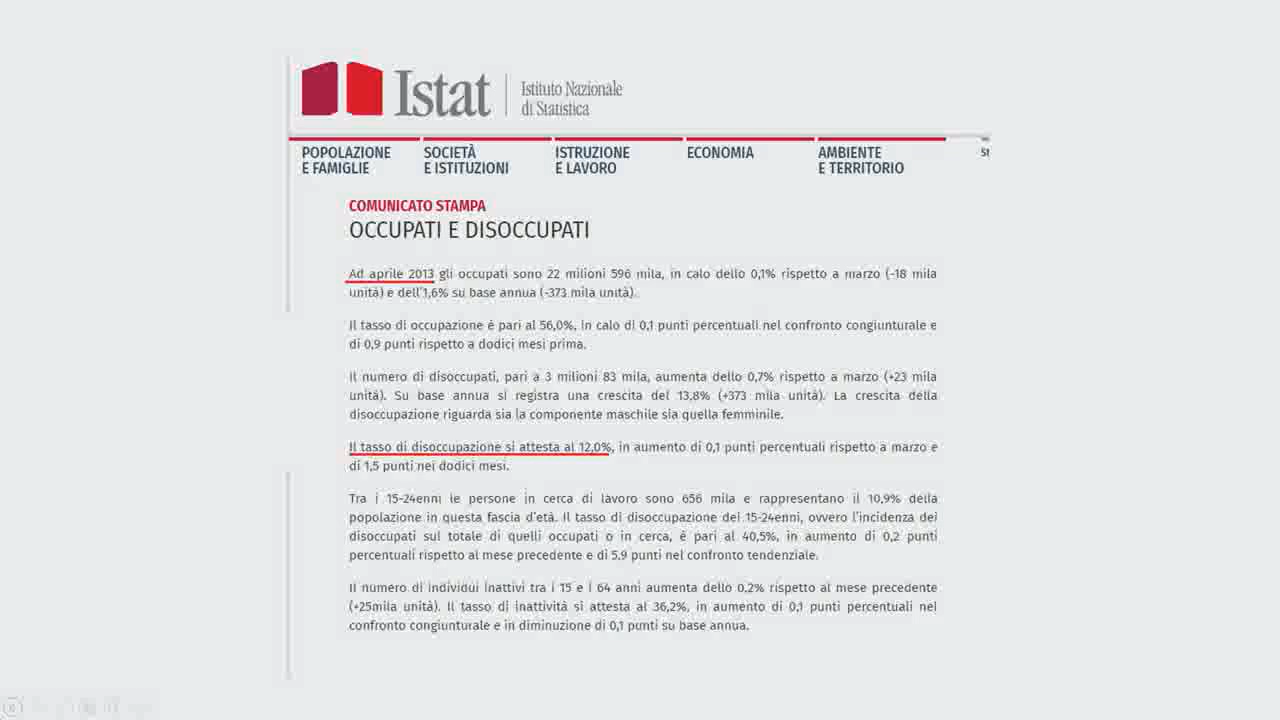 Istat
Istituto Nazionale
di Statistica
POPOLAZIONE
E FAMIGLIE
SOCIETÀ
E ISTITUZIONI
ISTRUZIONE
E LAVORO
ECONOMIA
AMBIENTE
E TERRITORIO
COMUNICATO STAMPA
OCCUPATI E DISOCCUPATI
Ad aprile 2013 gli occupati sono 22 milioni 596 mila, in calo dello 0,1% rispetto a marzo (-18 mila
unità) e dell'1,6% su base annua (-373 mila unità).
Il tasso di occupazione è pari al 56,0%, in calo di 0,1 punti percentuali nel confronto congiunturale e
di 0,9 punti rispetto a dodici mesi prima.
Il numero di disoccupati, pari a 3 milioni 83 mila, aumenta dello 0,7% rispetto a marzo (+23 mila
unità). Su base annua si registra una crescita del 13,8% (+373 mila unità). La crescita della
disoccupazione riguarda sia la componente maschile sia quella femminile.
Il tasso di disoccupazione si attesta al 12,0%, in aumento di 0,1 punti percentuali rispetto a marzo e
di 1,5 punti nei dodici mesi.
Tra i 15-24enni le persone in cerca di lavoro sono 656 mila e rappresentano il 10,9% della
popolazione in questa fascia d'età. Il tasso di disoccupazione dei 15-24enni, ovvero l'incidenza dei
disoccupati sul totale di quelli occupati o in cerca, è pari al 40,5%, in aumento di 0,2 punti
percentuali rispetto al mese precedente e di 5,9 punti nel confronto tendenziale.
Il numero di individui inattivi tra i 15 e i 64 anni aumenta dello 0,2% rispetto al mese precedente
(+25mila unità). Il tasso di inattività si attesta al 36,2%, in aumento di 0,1 punti percentuali nel
confronto congiunturale e in diminuzione di 0,1 punti su base annua.